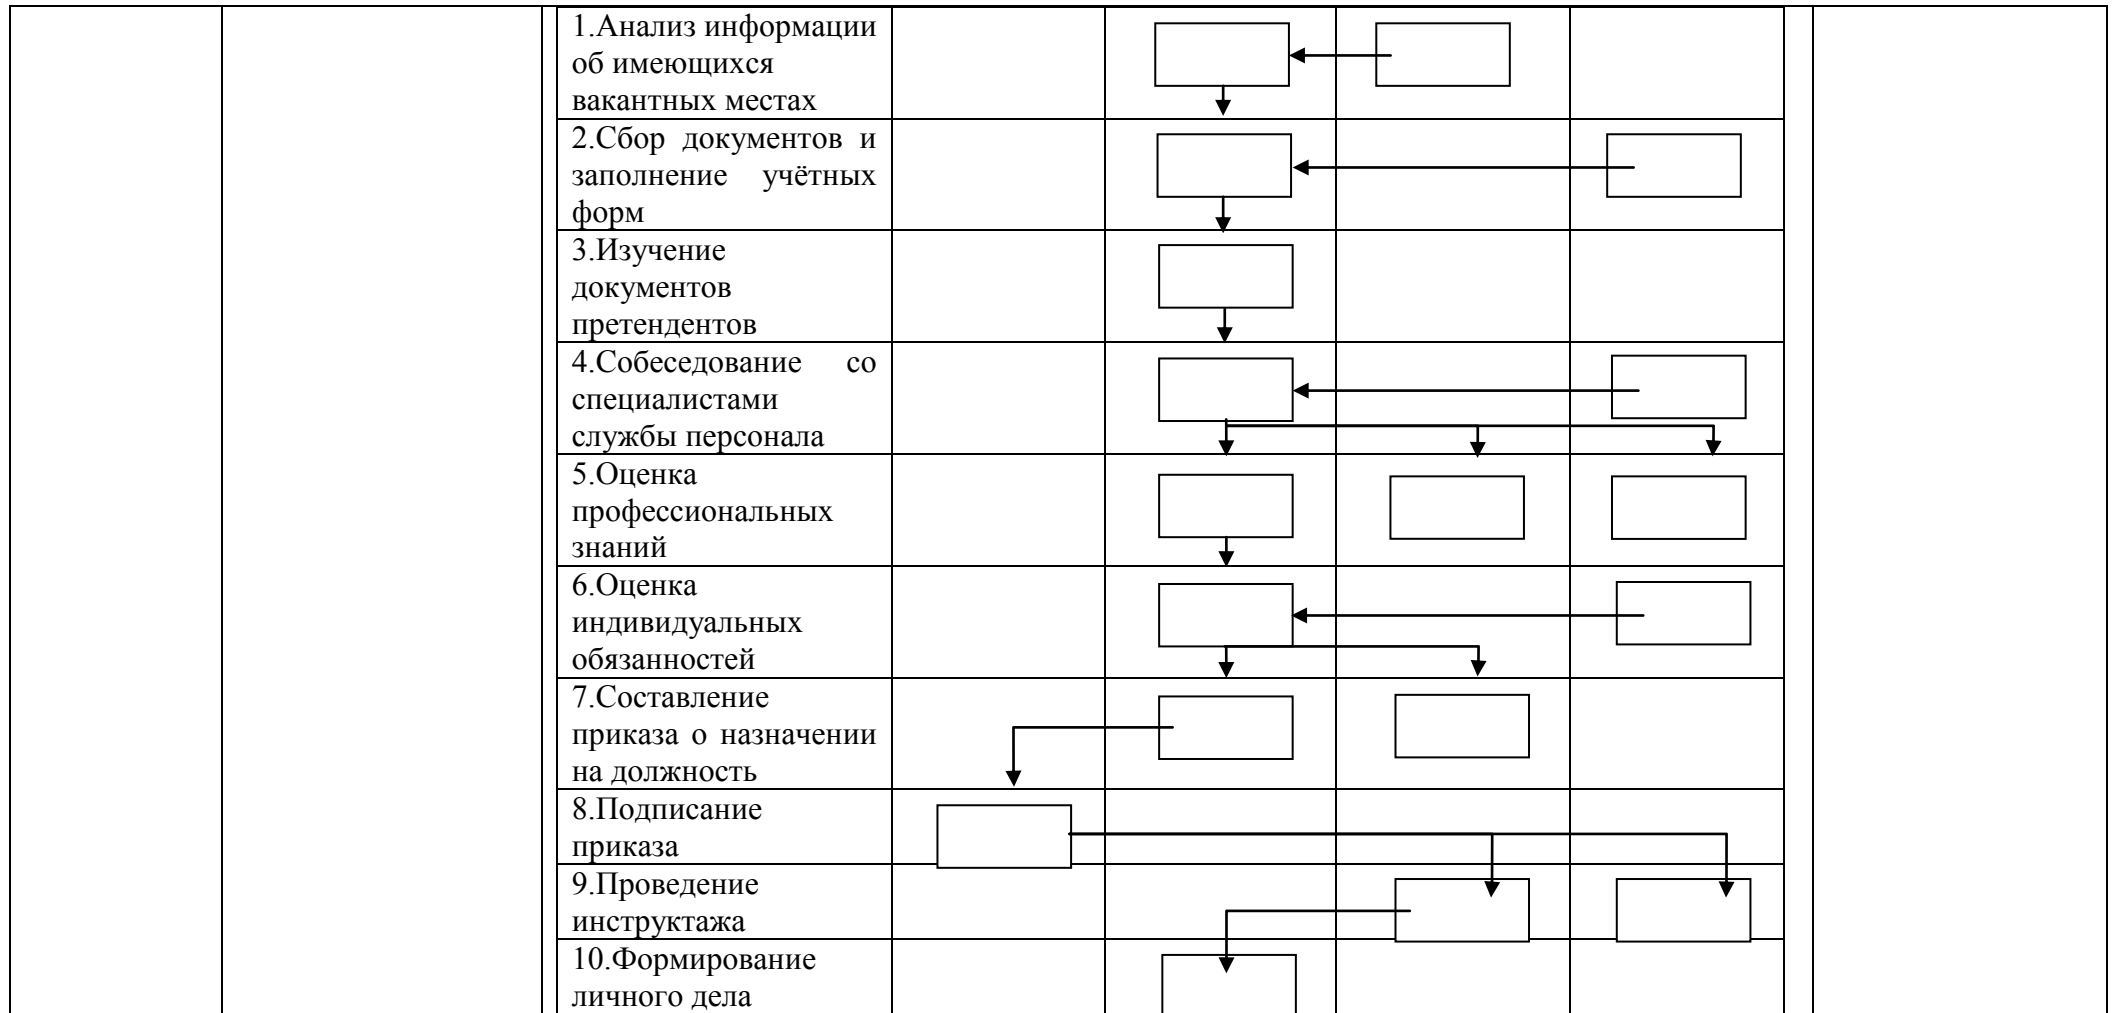 1.Анализ информации
об имеющихся
вакантных местах
2.Сбор документов и
заполнение учётных
форм
3.Изучение
документов
претендентов
4.Собеседование со
специалистами
службы персонала
5.Оценка
профессиональных
знаний
6.Оценка
индивидуальных
обязанностей
7.Составление
приказа о назначении
на должность
8.Подписание
приказа
9.Проведение
инструктажа
10.Формирование
личного дела